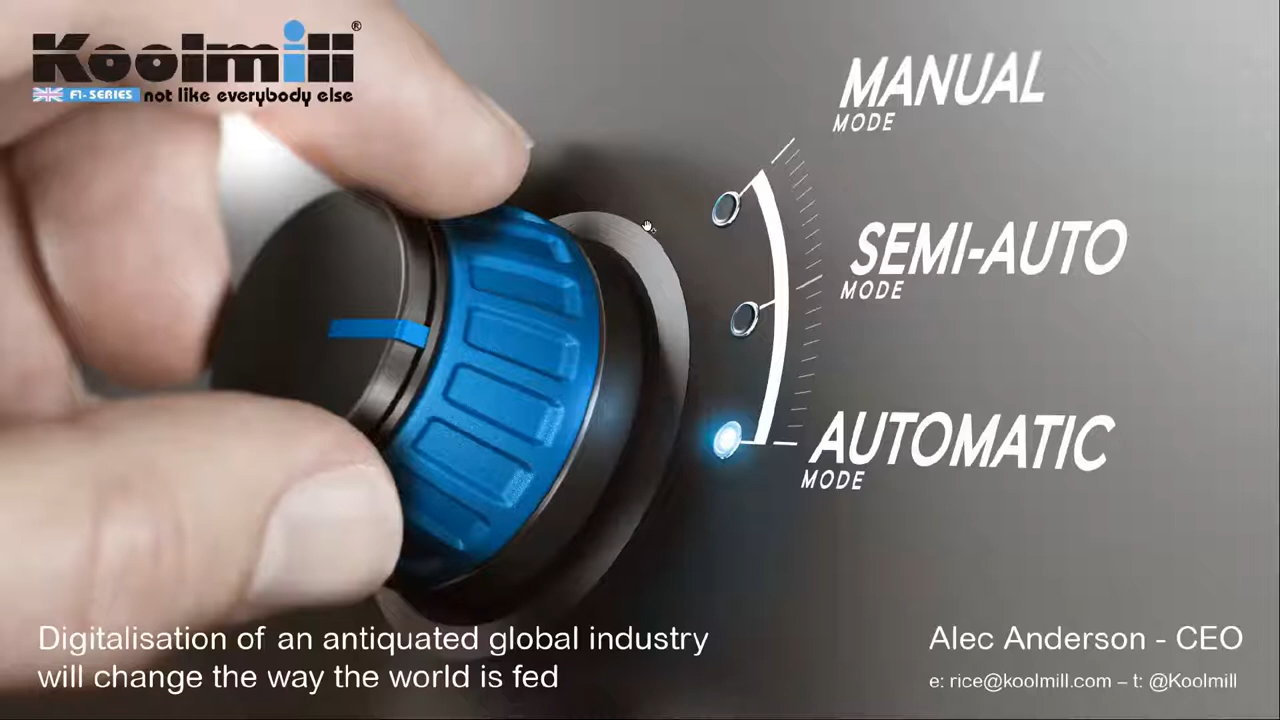 Koolmill®
F1-SERIES not like everybody else
MANUAL
MODE
SEMI-AUTO
MODE
AUTOMATIC
MODE
Digitalisation of an antiquated global industry
will change the way the world is fed
Alec Anderson - CEO
e: rice@koolmill.com – t: @Koolmill